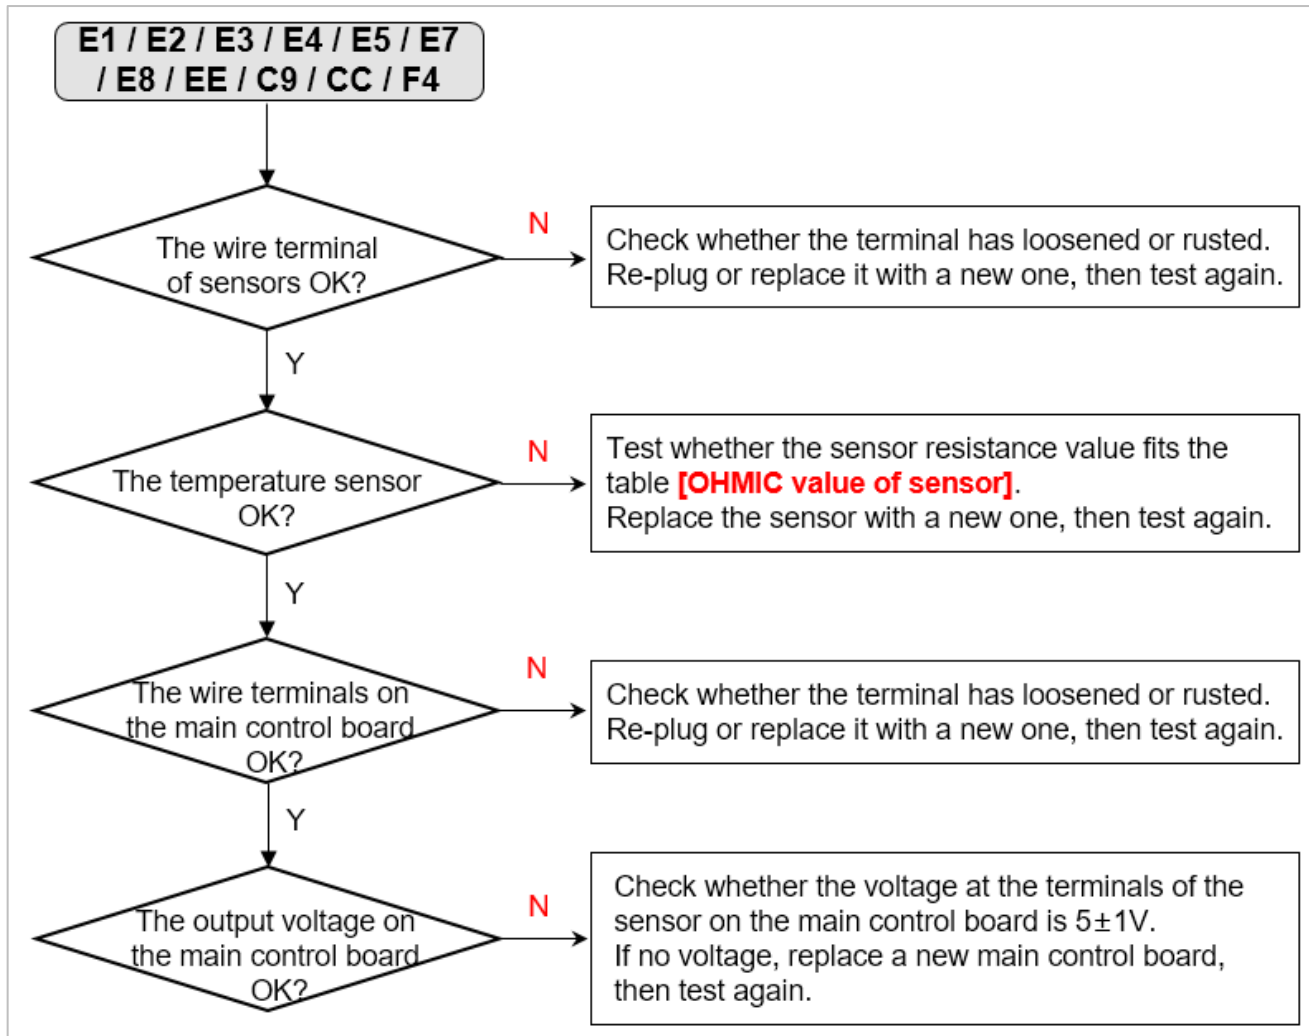 E1 / E2 / E3 / E4 / E5 / E7
/ E8 / EE / C9 / CC / F4
The wire terminal
of sensors OK?
N
Check whether the terminal has loosened or rusted.
Re-plug or replace it with a new one, then test again.
Y
The temperature sensor
OK?
N
Test whether the sensor resistance value fits the
table [OHMIC value of sensor].
Replace the sensor with a new one, then test again.
Y
The wire terminals on
the main control board
OK?
N
Check whether the terminal has loosened or rusted.
Re-plug or replace it with a new one, then test again.
Y
The output voltage on
the main control board
OK?
N
Check whether the voltage at the terminals of the
sensor on the main control board is 5±1V.
If no voltage, replace a new main control board,
then test again.